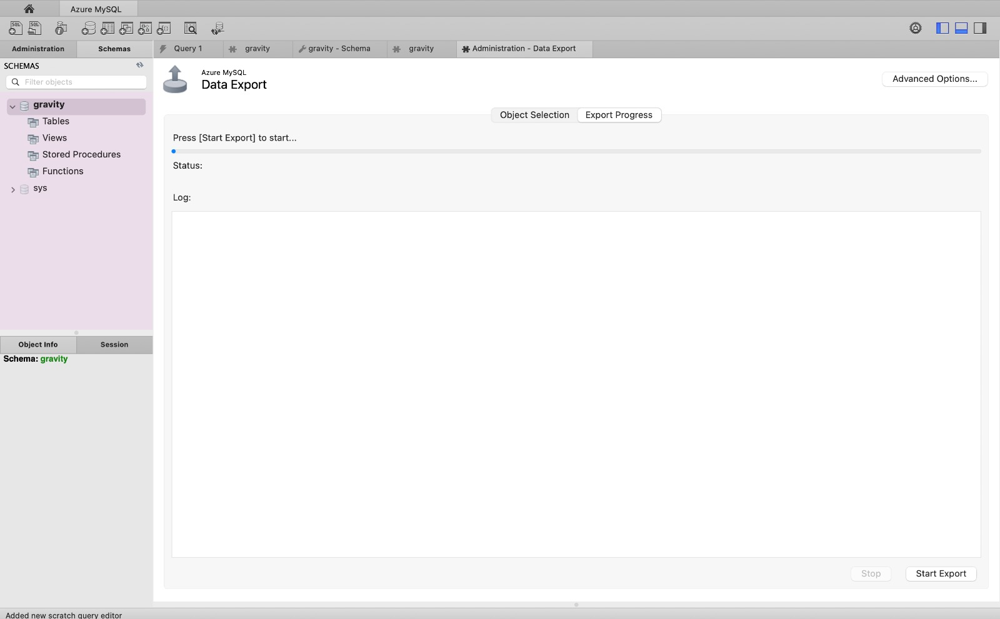 Azure MySQL
Administration
Schemas
Query 1
gravity
gravity - Schema
gravity
Administration - Data Export
SCHEMAS
Filter objects
gravity
Tables
Views
Stored Procedures
Functions
sys
Object Info
Session
Schema: gravity
Azure MySQL
Data Export
Advanced Options...
Object Selection
Export Progress
Press [Start Export] to start...
Status:
Log:
Stop
Start Export
Added new scratch query editor